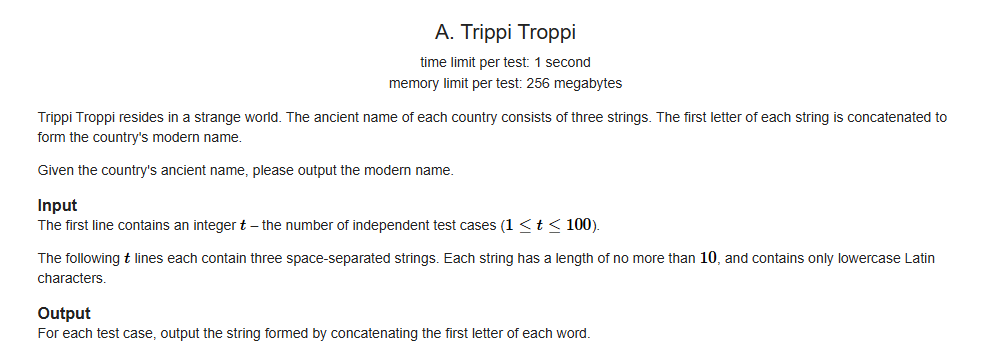 A. Trippi Troppi
time limit per test: 1 second
memory limit per test: 256 megabytes
Trippi Troppi resides in a strange world. The ancient name of each country consists of three strings. The first letter of each string is concatenated to
form the country's modern name.
Given the country's ancient name, please output the modern name.
Input
The first line contains an integer t – the number of independent test cases (1 ≤ t ≤ 100).
The following t lines each contain three space-separated strings. Each string has a length of no more than 10, and contains only lowercase Latin
characters.
Output
For each test case, output the string formed by concatenating the first letter of each word.